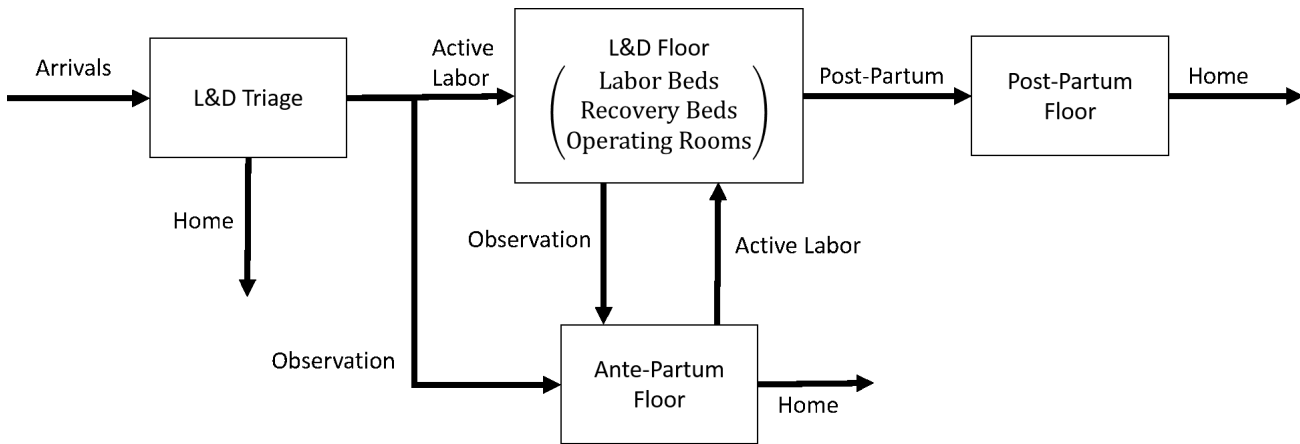 Arrivals
L&D Triage
Home
Active
Labor
L&D Floor
Labor Beds
Recovery Beds
Operating Rooms
Post-Partum
Post-Partum
Floor
Home
Observation
Active Labor
Observation
Ante-Partum
Floor
Home